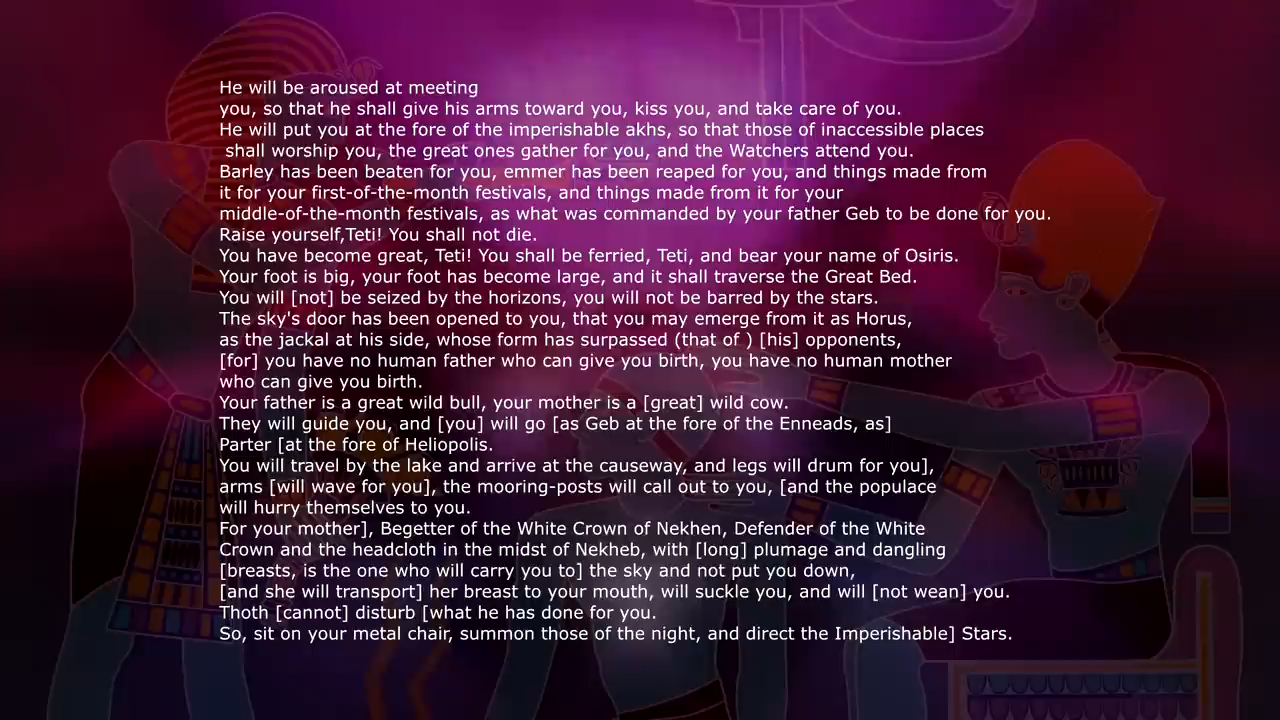 He will be aroused at meeting
you, so that he shall give his arms toward you, kiss you, and take care of you.
He will put you at the fore of the imperishable akhs, so that those of inaccessible places
shall worship you, the great ones gather for you, and the Watchers attend you.
Barley has been beaten for you, emmer has been reaped for you, and things made from
it for your first-of-the-month festivals, and things made from it for your
middle-of-the-month festivals, as what was commanded by your father Geb to be done for you.
Raise yourself,Teti! You shall not die.
You have become great, Teti! You shall be ferried, Teti, and bear your name of Osiris.
Your foot is big, your foot has become large, and it shall traverse the Great Bed.
You will [not] be seized by the horizons, you will not be barred by the stars.
The sky's door has been opened to you, that you may emerge from it as Horus,
as the jackal at his side, whose form has surpassed (that of ) [his] opponents,
[for] you have no human father who can give you birth, you have no human mother
who can give you birth.
Your father is a great wild bull, your mother is a [great] wild cow.
They will guide you, and [you] will go [as Geb at the fore of the Enneads, as]
Parter [at the fore of Heliopolis.
You will travel by the lake and arrive at the causeway, and legs will drum for you],
arms [will wave for you], the mooring-posts will call out to you, [and the populace
will hurry themselves to you.
For your mother], Begetter of the White Crown of Nekhen, Defender of the White
Crown and the headcloth in the midst of Nekheb, with [long] plumage and dangling
[breasts, is the one who will carry you to] the sky and not put you down,
[and she will transport] her breast to your mouth, will suckle you, and will [not wean] you.
Thoth [cannot] disturb [what he has done for you.
So, sit on your metal chair, summon those of the night, and direct the Imperishable] Stars.